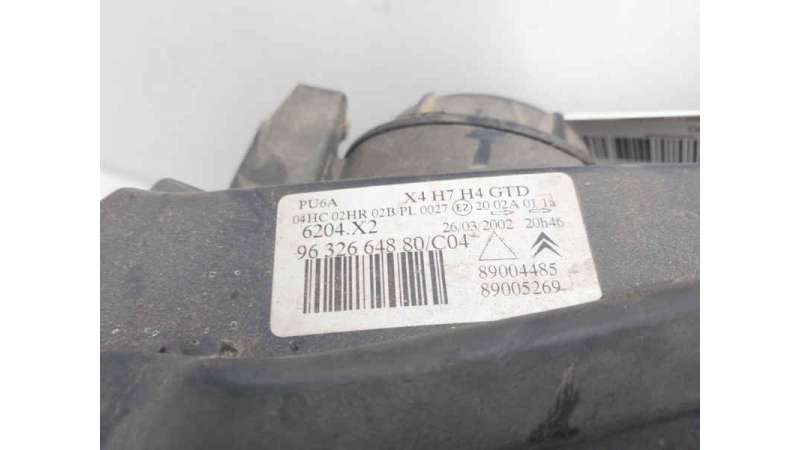 PU6A X4 H7 H4 GTD
04HC 02HR 02B PL 0027 E2 20 02A 01 1a
6204.X2 26/03/2002 20h46
96 326 648 80/C04
89004485
89005269